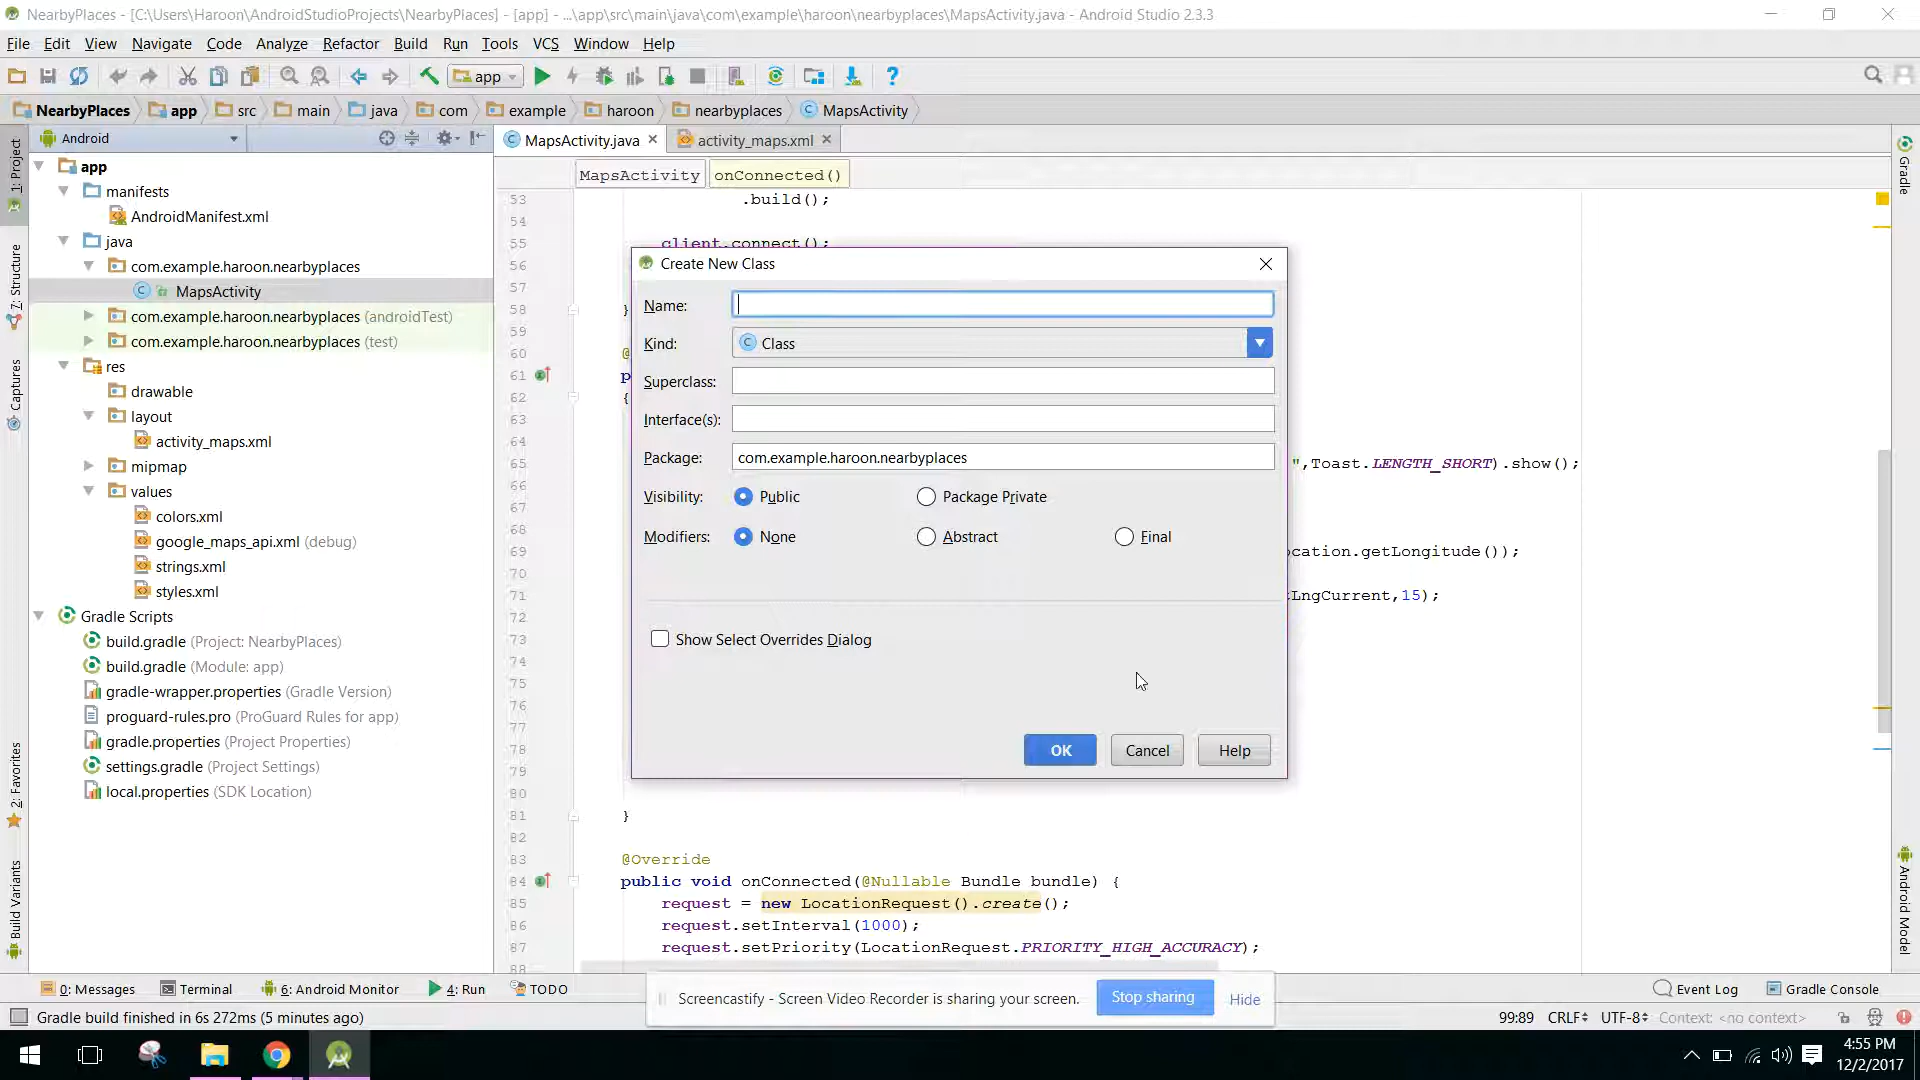 NearbyPlaces - [C:\Users\Haroon\AndroidStudioProjects\NearbyPlaces] - [app] - ...\app\src\main\java\com\example\haroon\nearbyplaces\MapsActivity.java - Android Studio 2.3.3
File Edit View Navigate Code Analyze Refactor Build Run Tools VCS Window Help
app
NearbyPlaces app src main java com example haroon nearbyplaces MapsActivity
Android
MapsActivity.java activity_maps.xml
MapsActivity onConnected()
1: Project
7: Structure
Captures
2: Favorites
Build Variants
app
manifests
AndroidManifest.xml
java
com.example.haroon.nearbyplaces
MapsActivity
com.example.haroon.nearbyplaces (androidTest)
com.example.haroon.nearbyplaces (test)
res
drawable
layout
activity_maps.xml
mipmap
values
colors.xml
google_maps_api.xml (debug)
strings.xml
styles.xml
Gradle Scripts
build.gradle (Project: NearbyPlaces)
build.gradle (Module: app)
gradle-wrapper.properties (Gradle Version)
proguard-rules.pro (ProGuard Rules for app)
gradle.properties (Project Properties)
settings.gradle (Project Settings)
local.properties (SDK Location)
53 .build();
54
55 client.connect();
56
57
58 }
59
60 @
61 p
62 {
63
64
65 ",Toast.LENGTH_SHORT).show();
66
67
68
69 ocation.getLongitude());
70
71 tLngCurrent,15);
72
73
74
75
76
77
78
79
80
81 }
82
83 @Override
84 public void onConnected(@Nullable Bundle bundle) {
85 request = new LocationRequest().create();
86 request.setInterval(1000);
87 request.setPriority(LocationRequest.PRIORITY_HIGH_ACCURACY);
88
Create New Class
Name:
Kind: Class
Superclass:
Interface(s):
Package: com.example.haroon.nearbyplaces
Visibility: Public Package Private
Modifiers: None Abstract Final
Show Select Overrides Dialog
OK Cancel Help
Gradle
Android Model
0: Messages Terminal 6: Android Monitor 4: Run TODO
Event Log Gradle Console
Screencastify - Screen Video Recorder is sharing your screen. Stop sharing Hide
Gradle build finished in 6s 272ms (5 minutes ago)
99:89 CRLF UTF-8 Context: <no context>
4:55 PM
12/2/2017